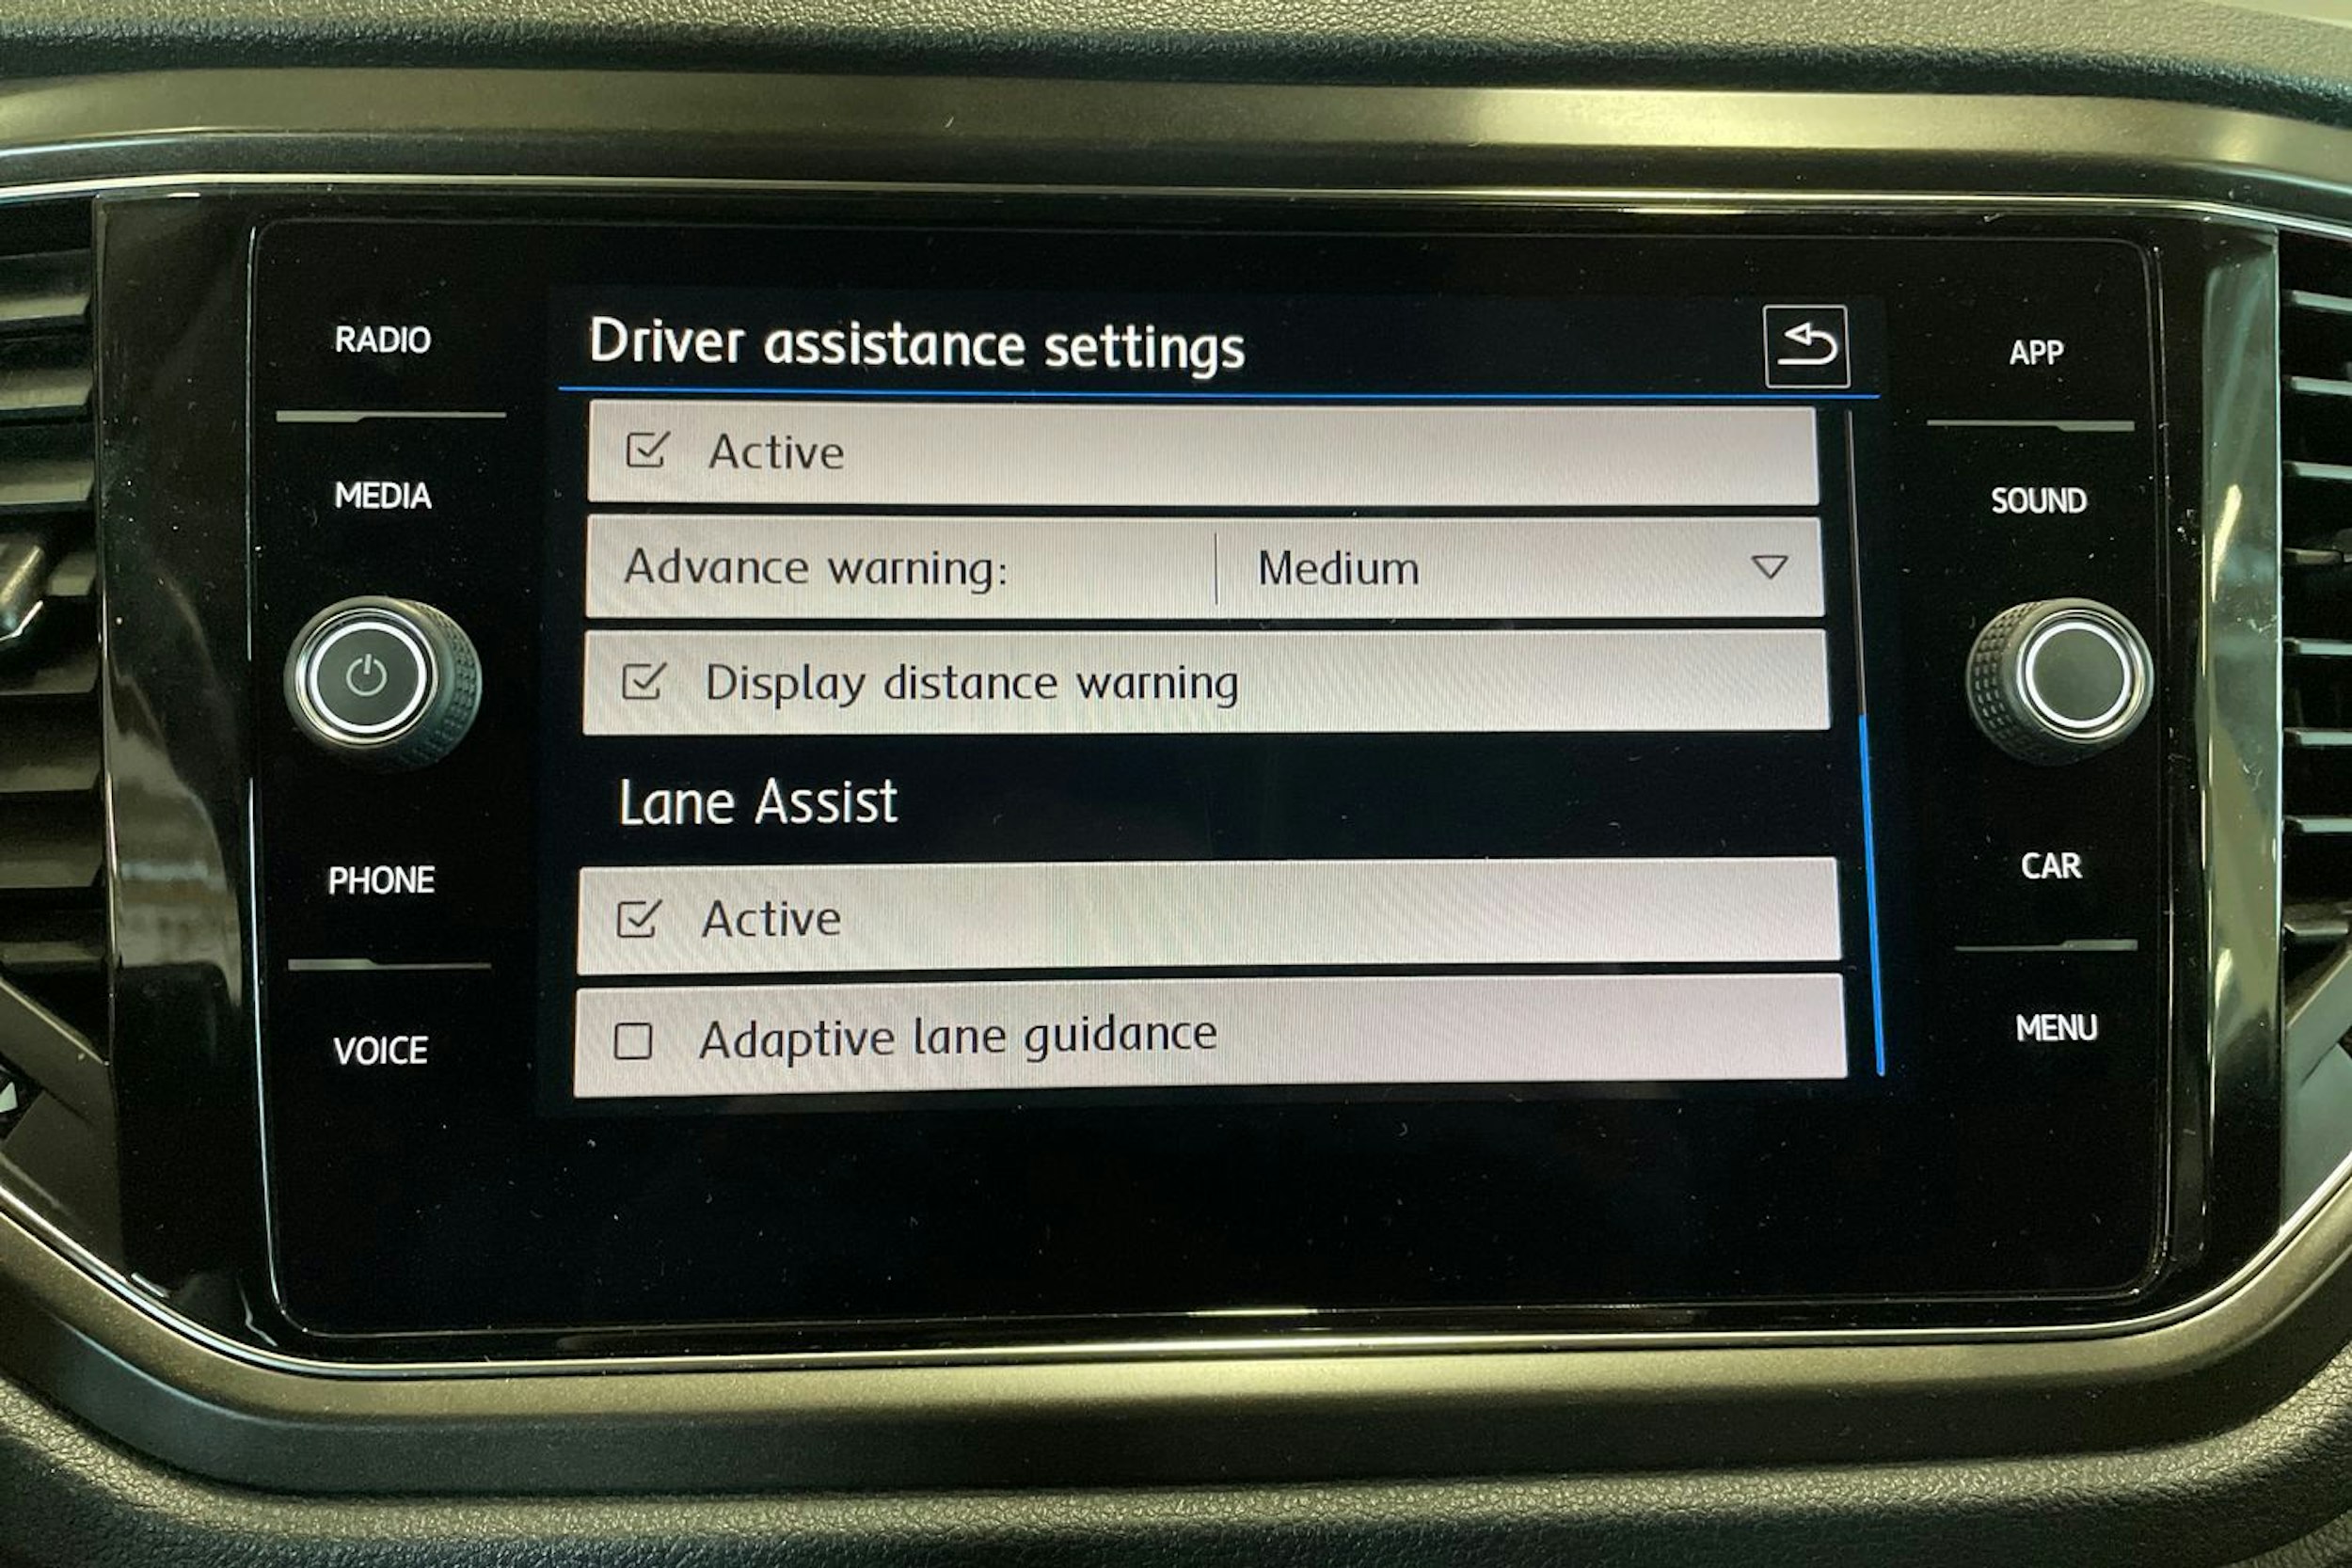 RADIO
MEDIA
PHONE
VOICE
Driver assistance settings
Active
Advance warning: Medium
Display distance warning
Lane Assist
Active
Adaptive lane guidance
APP
SOUND
CAR
MENU